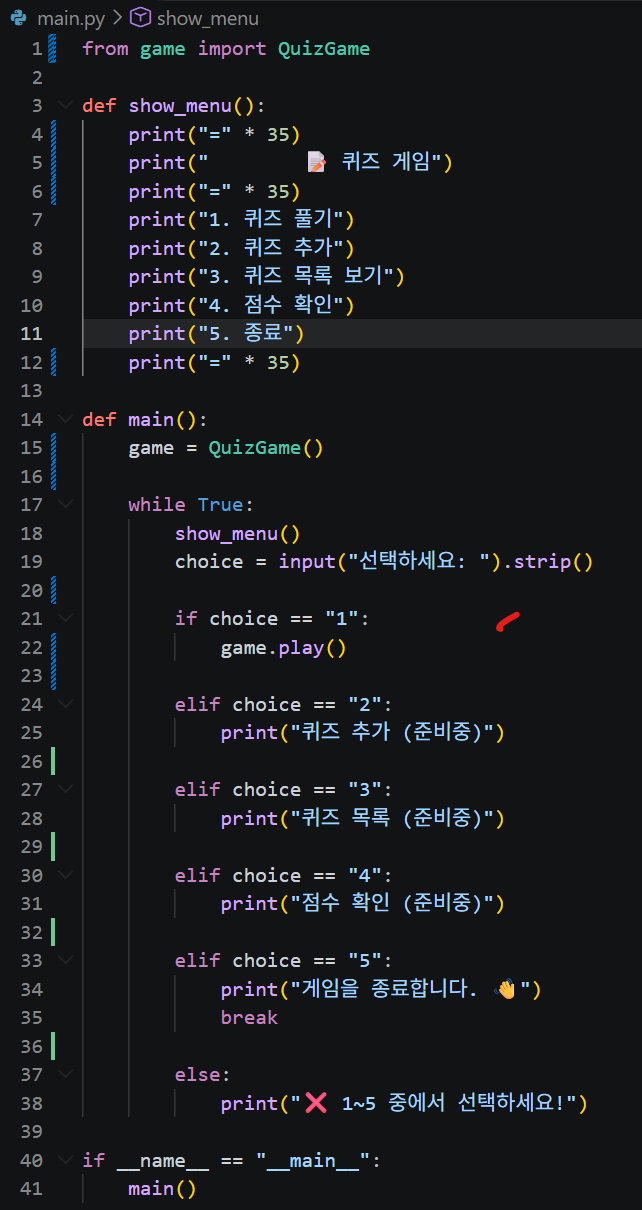 main.py > show_menu
1 from game import QuizGame
2
3 def show_menu():
4 print("=" * 35)
5 print("         📝 퀴즈 게임")
6 print("=" * 35)
7 print("1. 퀴즈 풀기")
8 print("2. 퀴즈 추가")
9 print("3. 퀴즈 목록 보기")
10 print("4. 점수 확인")
11 print("5. 종료")
12 print("=" * 35)
13
14 def main():
15 game = QuizGame()
16
17 while True:
18 show_menu()
19 choice = input("선택하세요: ").strip()
20
21 if choice == "1":
22 game.play()
23
24 elif choice == "2":
25 print("퀴즈 추가 (준비중)")
26
27 elif choice == "3":
28 print("퀴즈 목록 (준비중)")
29
30 elif choice == "4":
31 print("점수 확인 (준비중)")
32
33 elif choice == "5":
34 print("게임을 종료합니다. 👋")
35 break
36
37 else:
38 print("❌ 1~5 중에서 선택하세요!")
39
40 if __name__ == "__main__":
41 main()